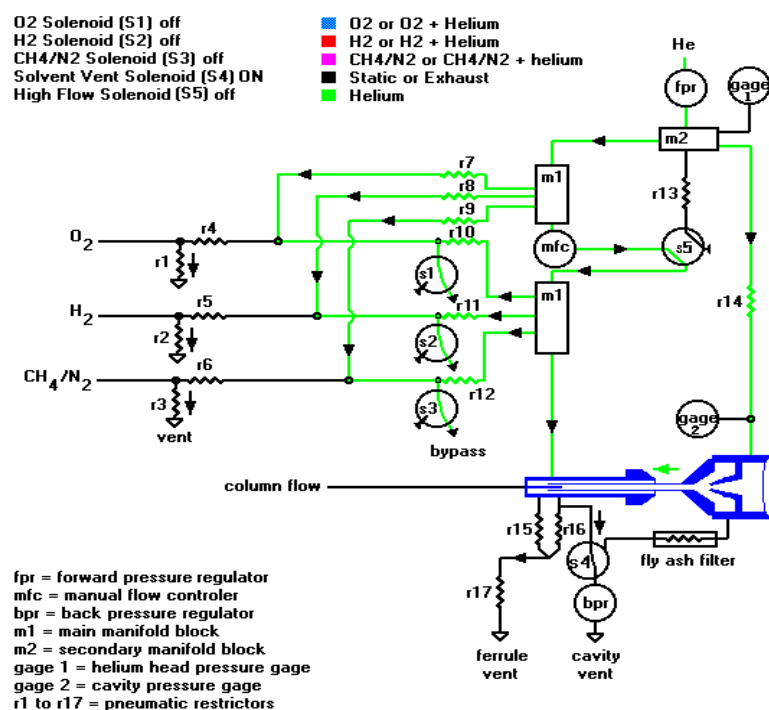 O2 Solenoid (S1) off
H2 Solenoid (S2) off
CH4/N2 Solenoid (S3) off
Solvent Vent Solenoid (S4) ON
High Flow Solenoid (S5) off
O2 or O2 + Helium
H2 or H2 + Helium
CH4/N2 or CH4/N2 + helium
Static or Exhaust
Helium
He
fpr
gage 1
m2
r7
m1
r8
r13
r9
r4
r10
O2
mfc
s5
r1
s1
m1
r14
r5
r11
H2
r2
s2
r6
CH4/N2
r12
r3
s3
gage 2
vent
bypass
column flow
r15
r16
s4
fly ash filter
r17
bpr
ferrule vent
cavity vent
fpr = forward pressure regulator
mfc = manual flow controler
bpr = back pressure regulator
m1 = main manifold block
m2 = secondary manifold block
gage 1 = helium head pressure gage
gage 2 = cavity pressure gage
r1 to r17 = pneumatic restrictors